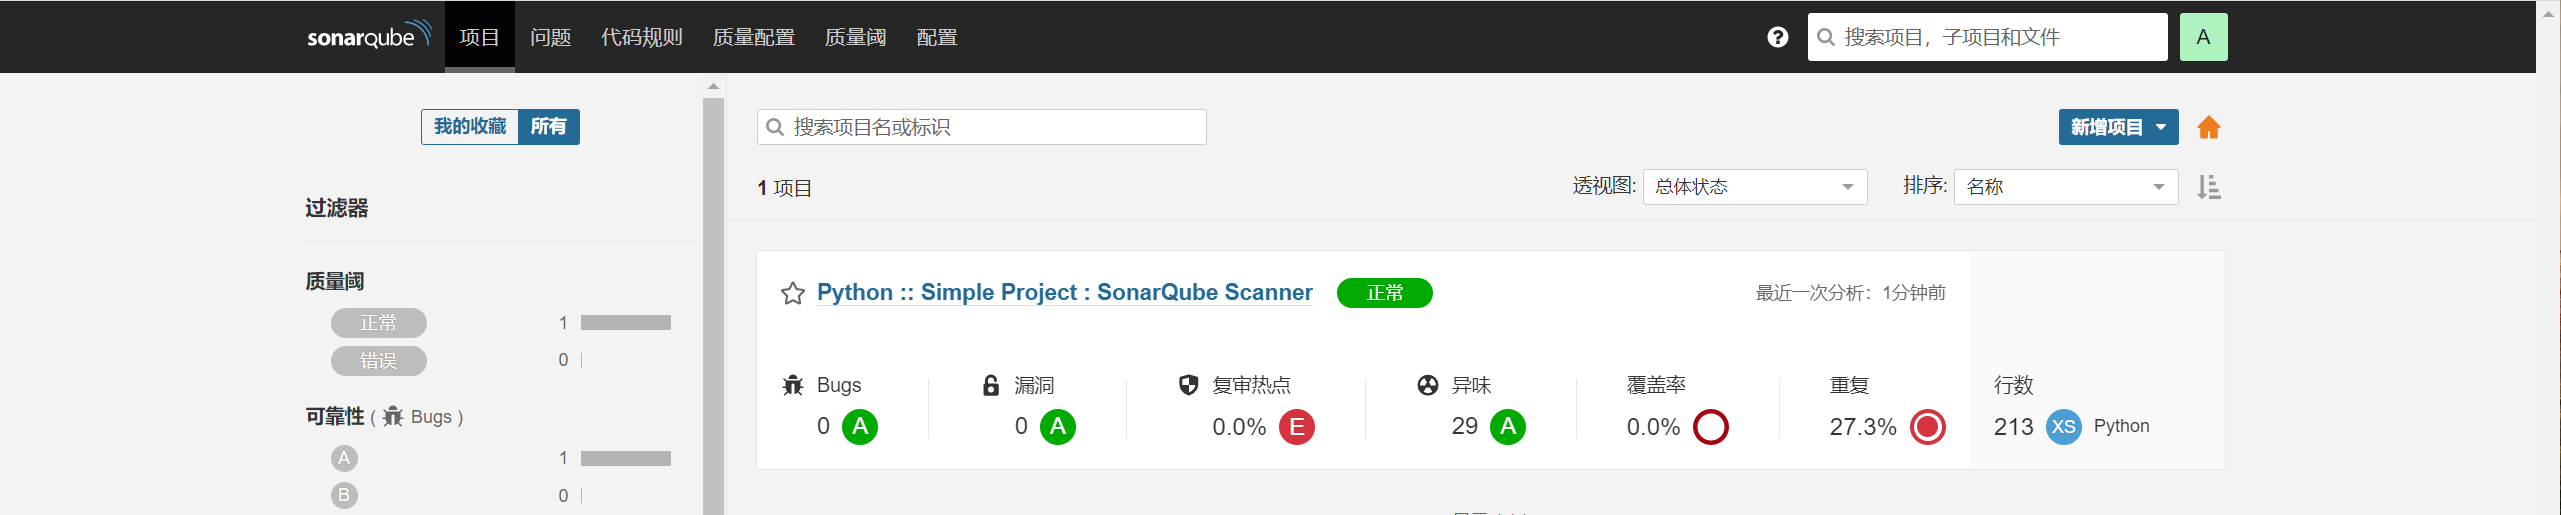 sonarqube 项目 问题 代码规则 质量配置 质量阈 配置 ? 搜索项目，子项目和文件 A
我的收藏 所有
搜索项目名或标识
新增项目
1 项目
透视图: 总体状态
排序: 名称
过滤器
质量阈
正常 1
错误 0
可靠性 ( Bugs )
A 1
B 0
Python :: Simple Project : SonarQube Scanner 正常
最近一次分析：1分钟前
Bugs 漏洞 复审热点 异味 覆盖率 重复 行数
0 A 0 A 0.0% E 29 A 0.0% 27.3% 213 XS Python